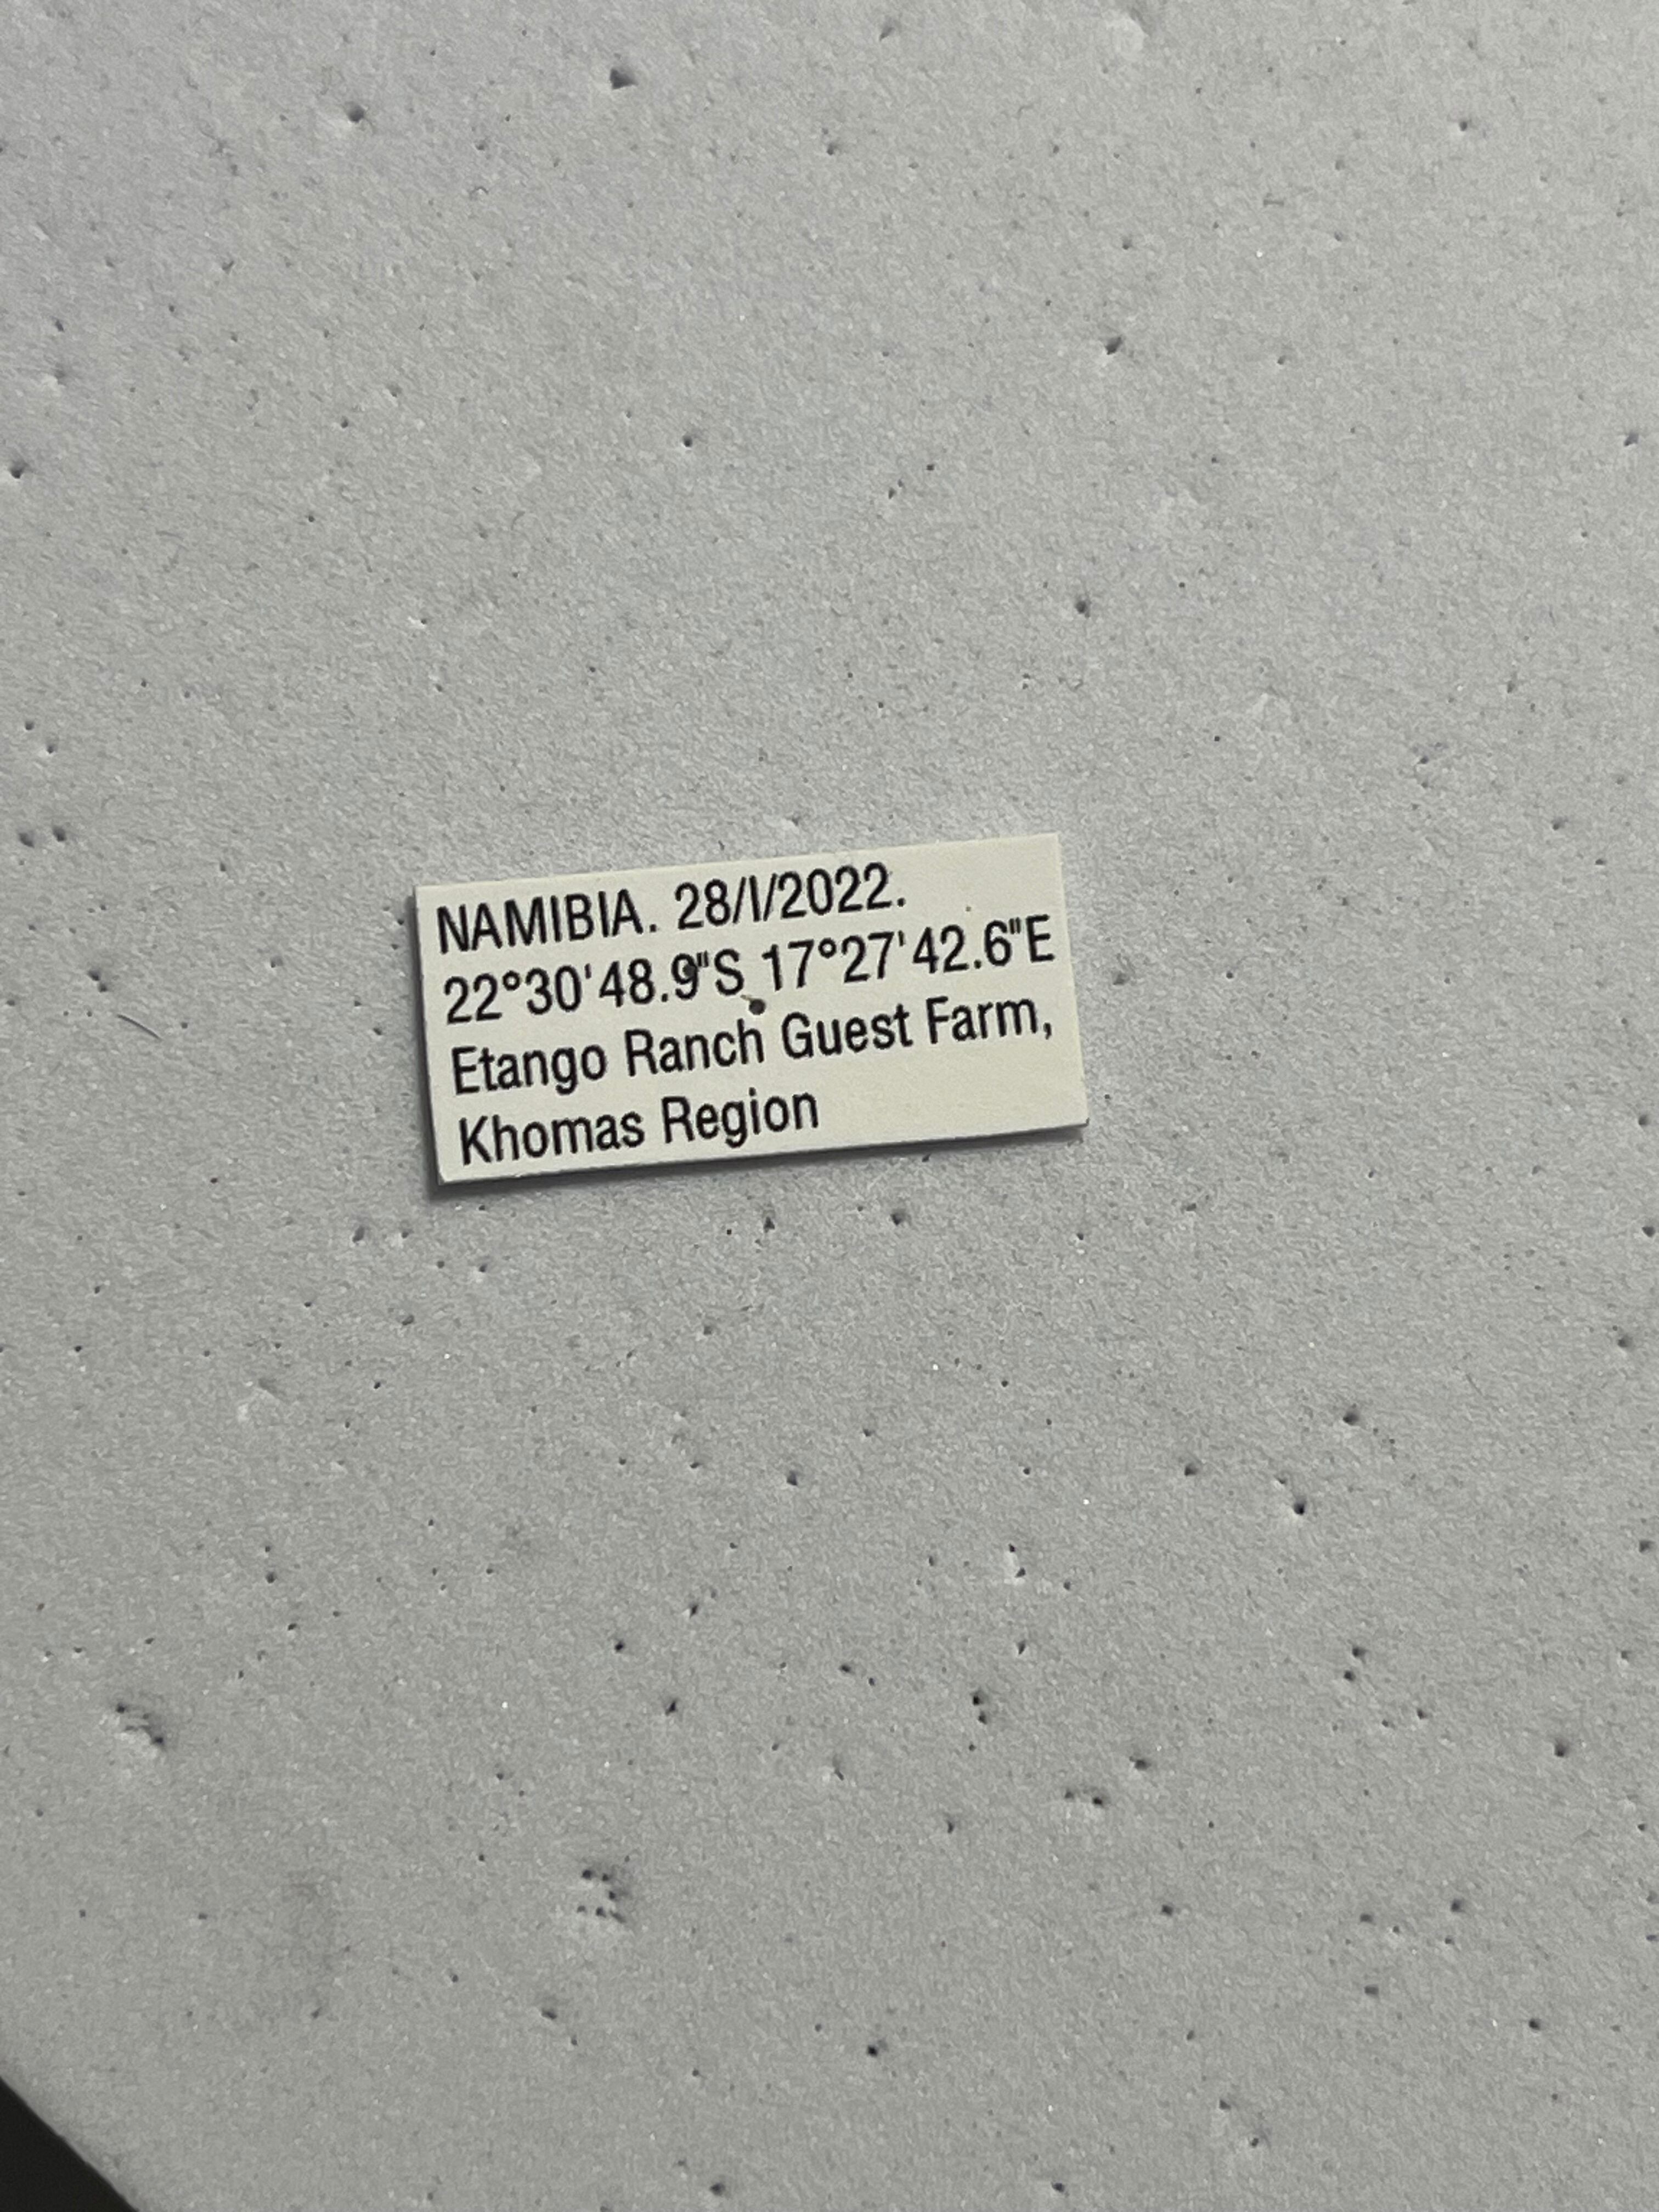 NAMIBIA. 28/I/2022.
22°30'48.9"S 17°27'42.6"E
Etango Ranch Guest Farm,
Khomas Region